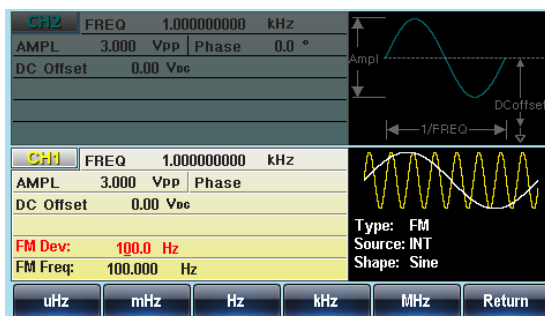 CH2 FREQ 1.000000000 kHz
AMPL 3.000 Vpp Phase 0.0 °
DC Offset 0.00 VDC
Ampl
DCoffset
1/FREQ
CH1 FREQ 1.000000000 kHz
AMPL 3.000 Vpp Phase
DC Offset 0.00 VDC
FM Dev: 100.0 Hz
FM Freq: 100.000 Hz
Type: FM
Source: INT
Shape: Sine
uHz mHz Hz kHz MHz Return